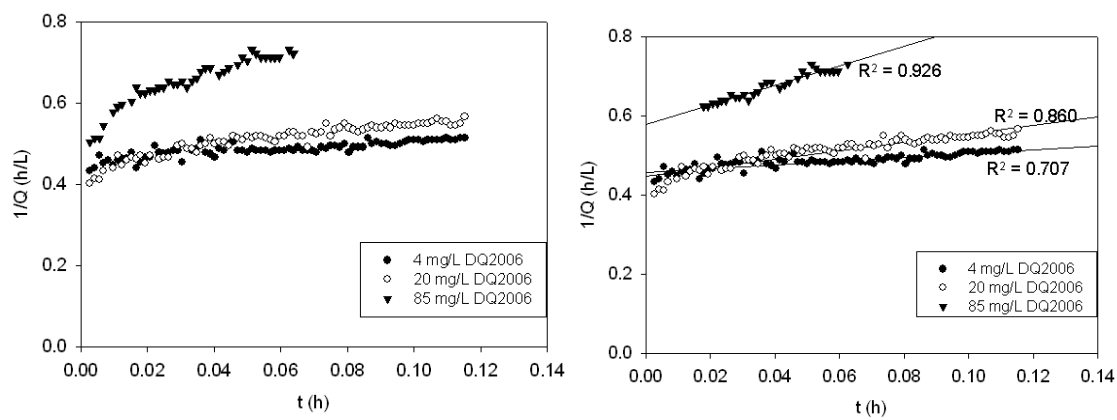 0.8
0.6
0.4
0.2
0.0
1/Q (h/L)
4 mg/L DQ2006
20 mg/L DQ2006
85 mg/L DQ2006
0.00 0.02 0.04 0.06 0.08 0.10 0.12 0.14
t (h)
0.8
0.6
0.4
0.2
0.0
1/Q (h/L)
R² = 0.926
R² = 0.860
R² = 0.707
4 mg/L DQ2006
20 mg/L DQ2006
85 mg/L DQ2006
0.00 0.02 0.04 0.06 0.08 0.10 0.12 0.14
t (h)